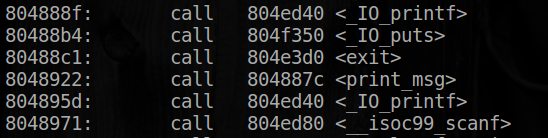 804888f: call 804ed40 <_IO_printf>
80488b4: call 804f350 <_IO_puts>
80488c1: call 804e3d0 <exit>
8048922: call 804887c <print_msg>
804895d: call 804ed40 <_IO_printf>
8048971: call 804ed80 <__isoc99_scanf>